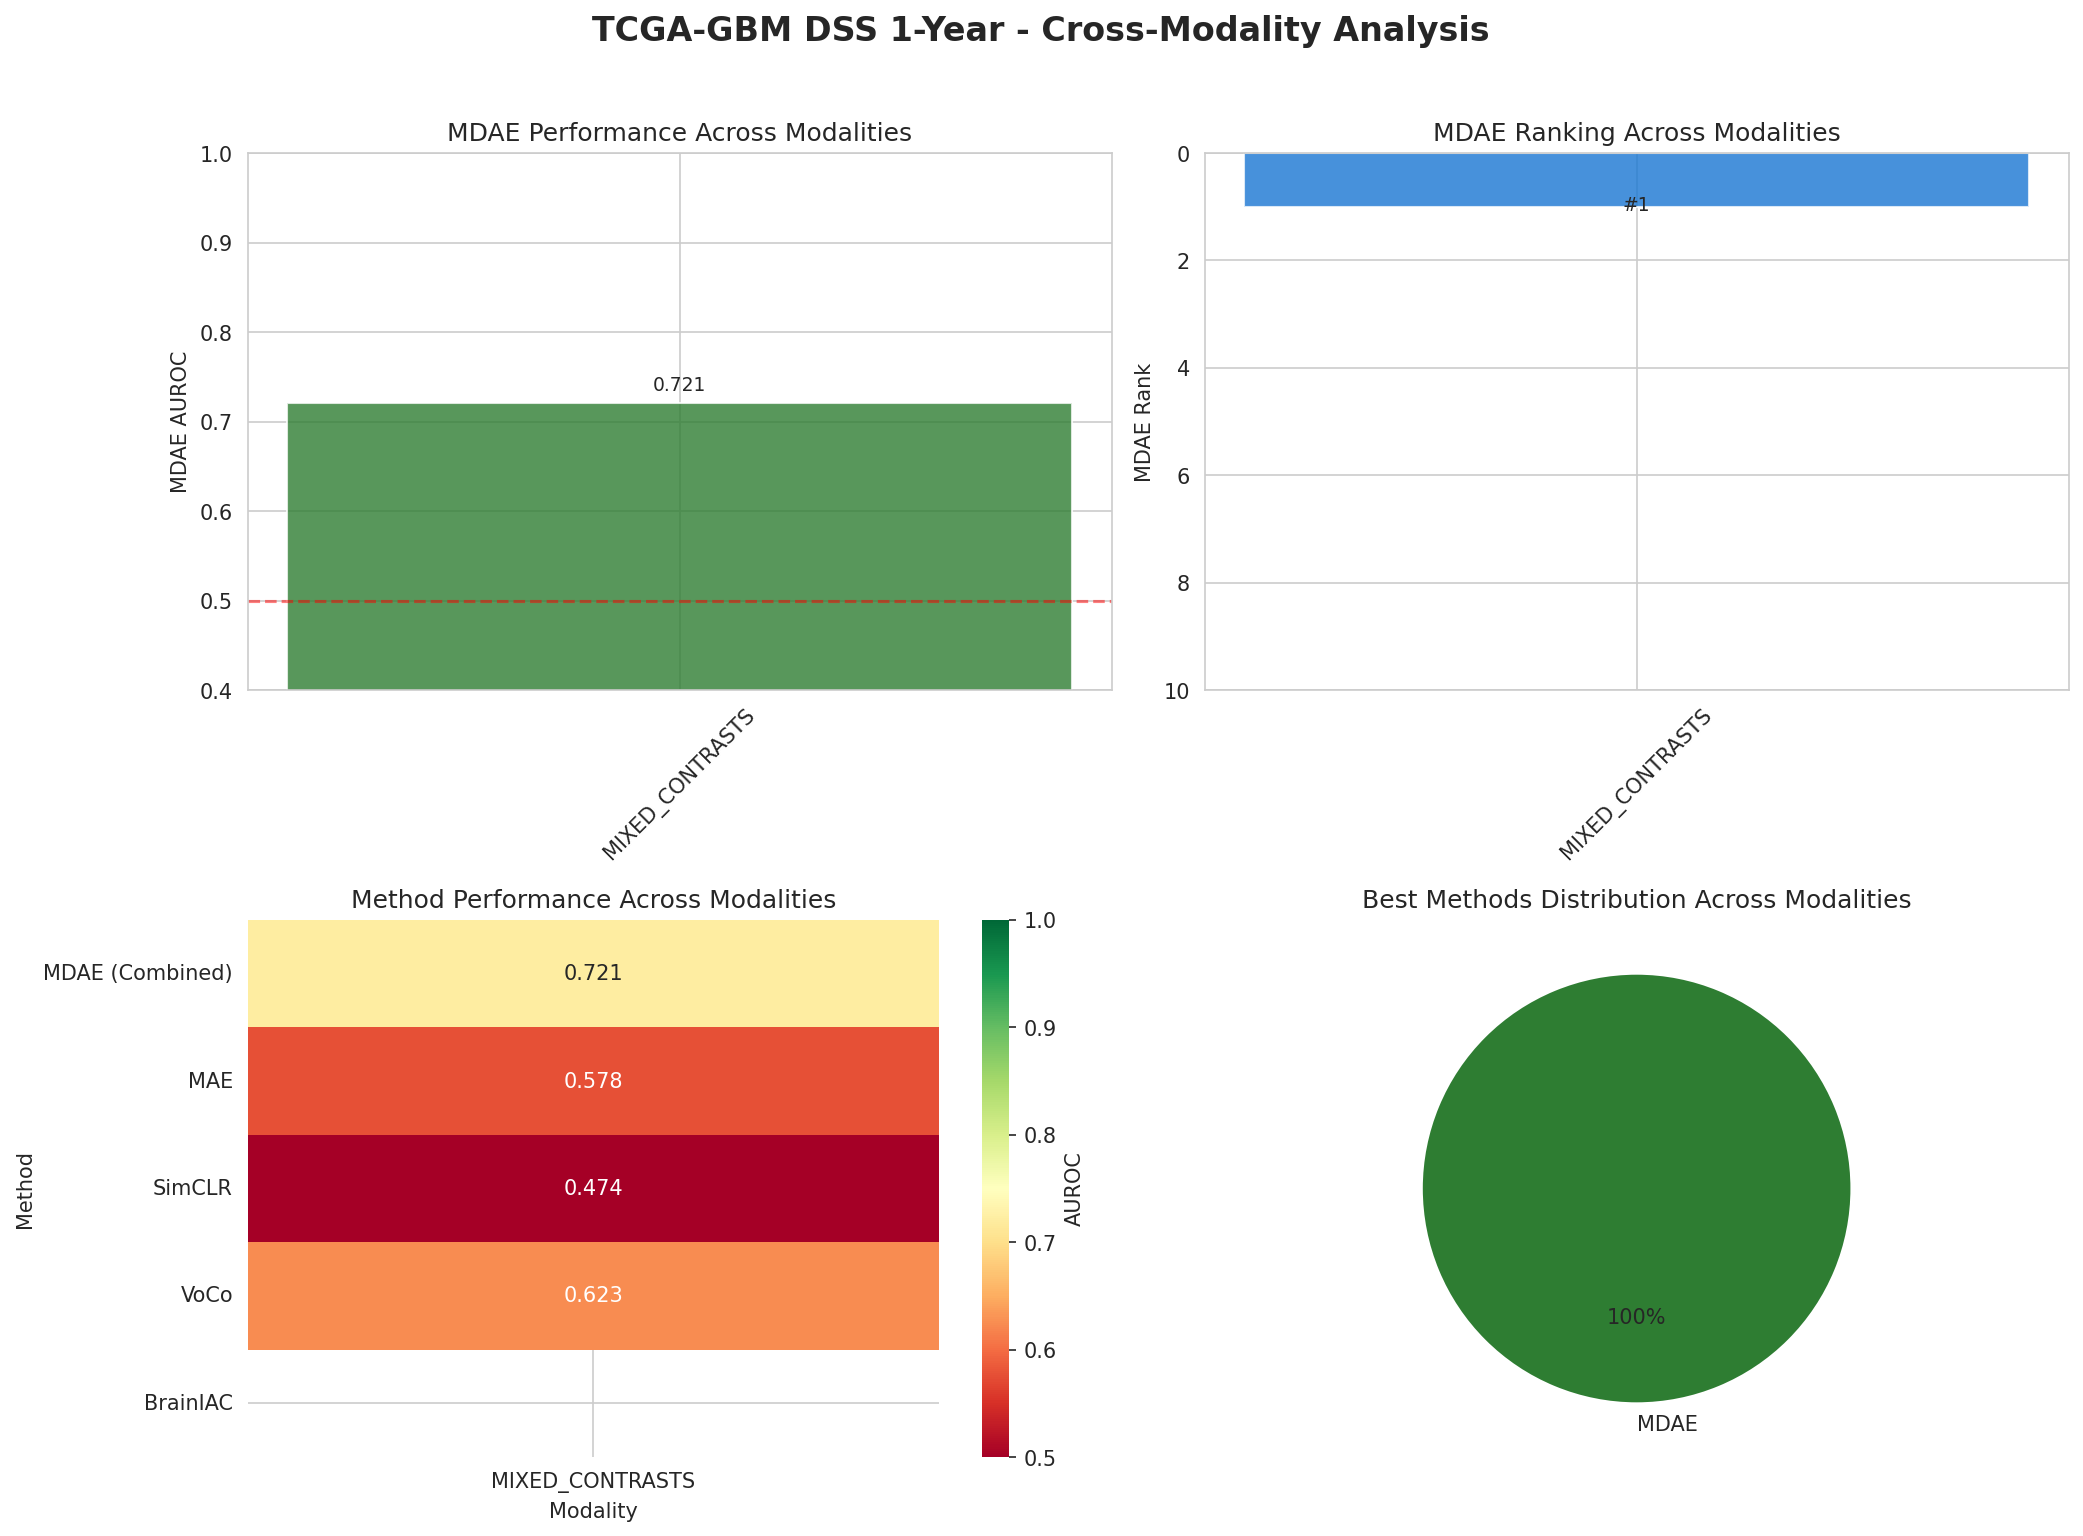 TCGA-GBM DSS 1-Year - Cross-Modality Analysis
MDAE Performance Across Modalities
1.0
0.9
0.8
0.7
0.6
0.5
0.4
MDAE AUROC
0.721
MIXED_CONTRASTS
MDAE Ranking Across Modalities
0
2
4
6
8
10
MDAE Rank
#1
MIXED_CONTRASTS
Method Performance Across Modalities
Method
MDAE (Combined)
0.721
MAE
0.578
SimCLR
0.474
VoCo
0.623
BrainIAC
MIXED_CONTRASTS
Modality
1.0
0.9
0.8
0.7
0.6
0.5
AUROC
Best Methods Distribution Across Modalities
100%
MDAE